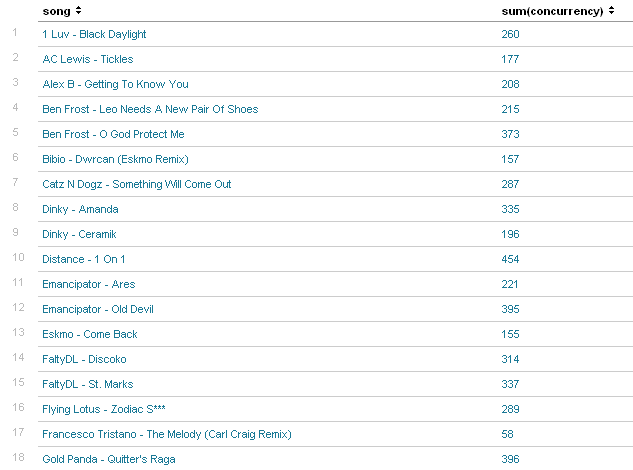 song sum(concurrency)
1 1 Luv - Black Daylight 260
2 AC Lewis - Tickles 177
3 Alex B - Getting To Know You 208
4 Ben Frost - Leo Needs A New Pair Of Shoes 215
5 Ben Frost - O God Protect Me 373
6 Bibio - Dwrcan (Eskmo Remix) 157
7 Catz N Dogz - Something Will Come Out 287
8 Dinky - Amanda 335
9 Dinky - Ceramik 196
10 Distance - 1 On 1 454
11 Emancipator - Ares 221
12 Emancipator - Old Devil 395
13 Eskmo - Come Back 155
14 FaltyDL - Discoko 314
15 FaltyDL - St. Marks 337
16 Flying Lotus - Zodiac S*** 289
17 Francesco Tristano - The Melody (Carl Craig Remix) 58
18 Gold Panda - Quitter's Raga 396